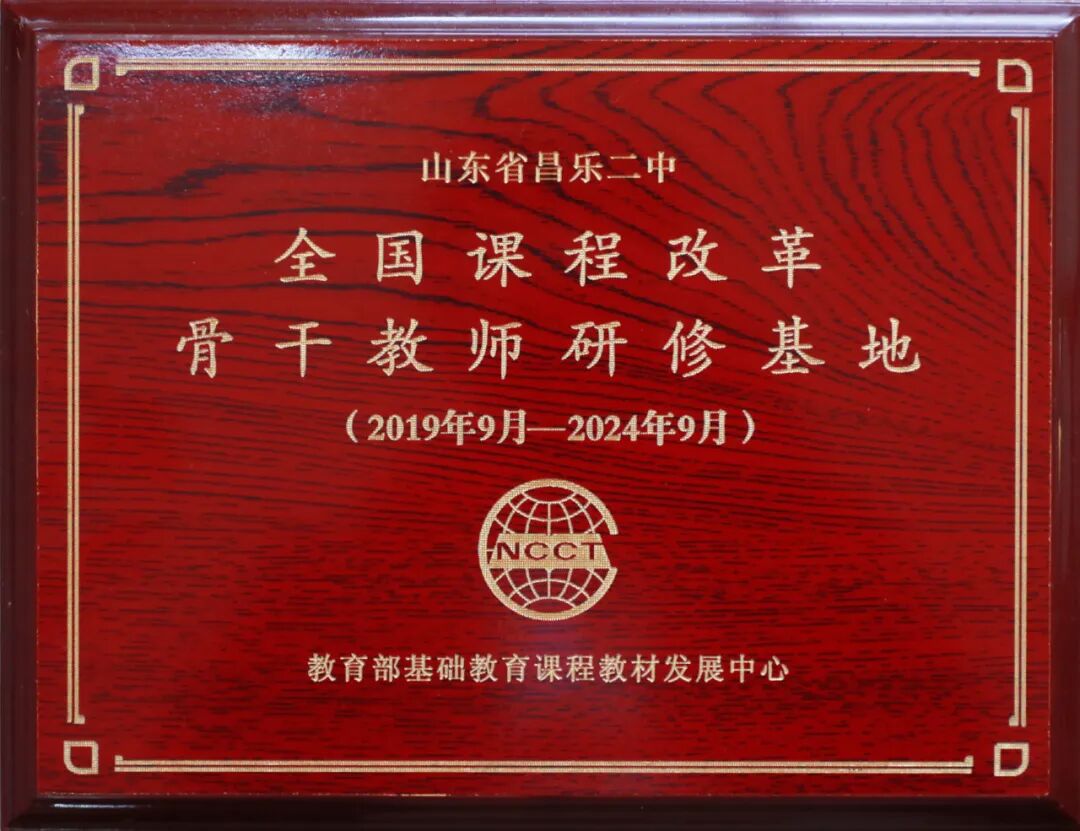 山东省昌乐二中
全国课程改革
骨干教师研修基地
（2019年9月—2024年9月）
NCCT
教育部基础教育课程教材发展中心